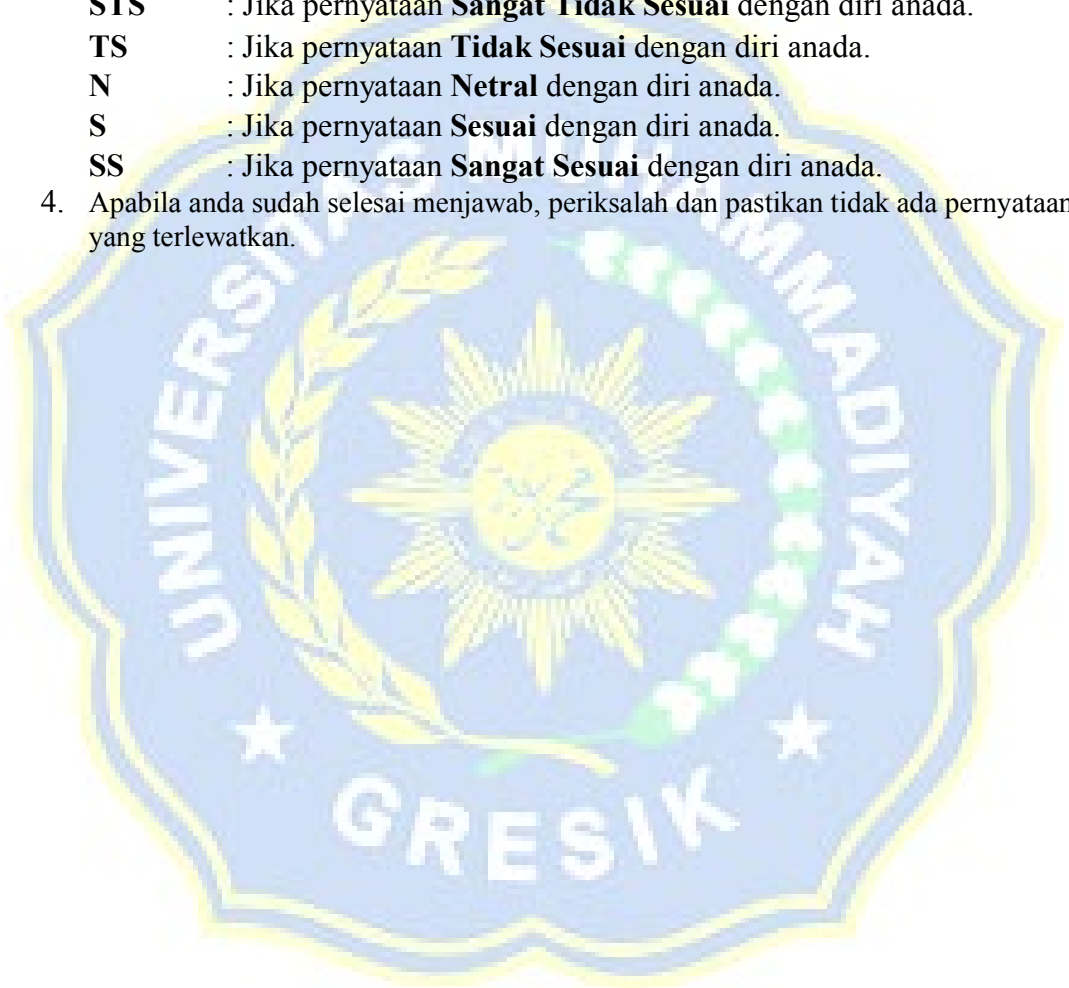 STS : Jika pernyataan Sangat Tidak Sesuai dengan diri anada.
TS : Jika pernyataan Tidak Sesuai dengan diri anada.
N : Jika pernyataan Netral dengan diri anada.
S : Jika pernyataan Sesuai dengan diri anada.
SS : Jika pernyataan Sangat Sesuai dengan diri anada.
4. Apabila anda sudah selesai menjawab, periksalah dan pastikan tidak ada pernyataan
yang terlewatkan.
UNIVERSITAS MUHAMMADIYAH
GRESIK